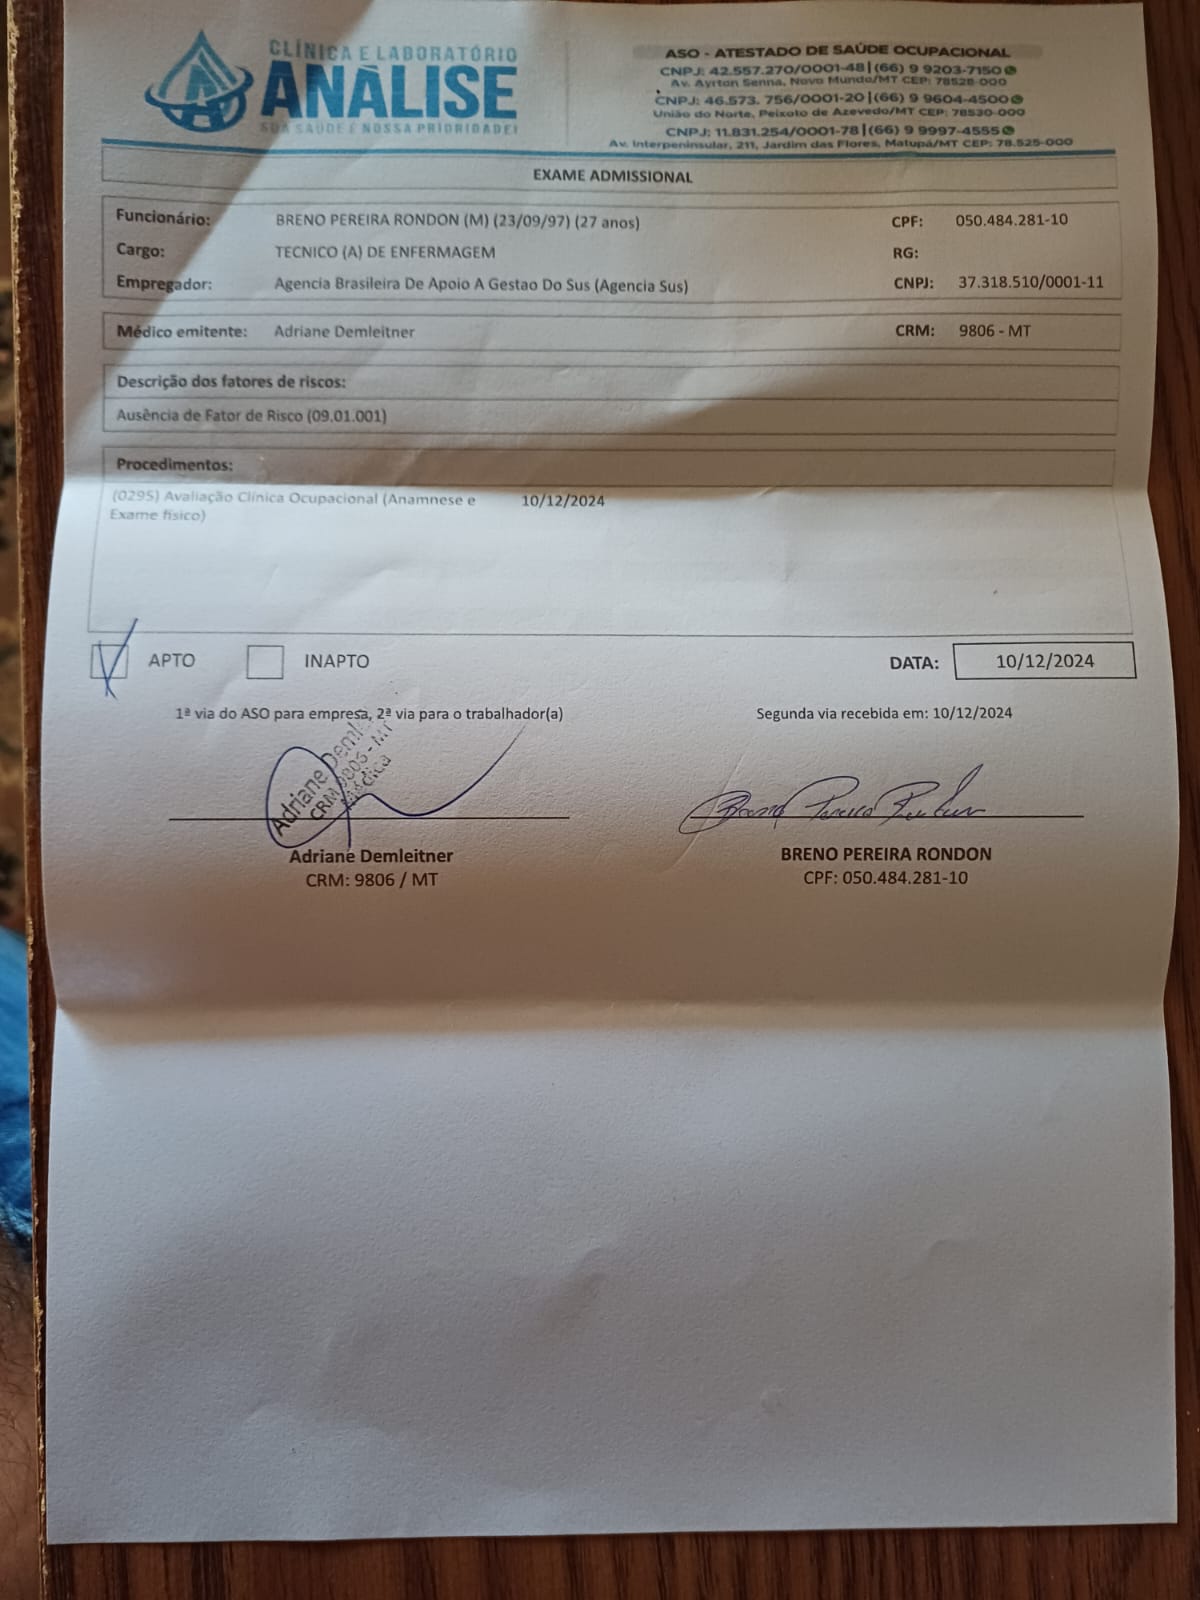 CLÍNICA E LABORATÓRIO
ANÁLISE
SUA SAÚDE É NOSSA PRIORIDADE!
ASO - ATESTADO DE SAÚDE OCUPACIONAL
CNPJ: 42.557.270/0001-48 | (66) 9 9203-7150
Av. Ayrton Senna, Novo Mundo/MT CEP: 78528-000
CNPJ: 46.573. 756/0001-20 | (66) 9 9604-4500
União do Norte, Peixoto de Azevedo/MT CEP: 78530-000
CNPJ: 11.831.254/0001-78 | (66) 9 9997-4555
Av. Interpeninsular, 211, Jardim das Flores, Matupá/MT CEP: 78.525-000
EXAME ADMISSIONAL
Funcionário: BRENO PEREIRA RONDON (M) (23/09/97) (27 anos) CPF: 050.484.281-10
Cargo: TECNICO (A) DE ENFERMAGEM RG:
Empregador: Agencia Brasileira De Apoio A Gestao Do Sus (Agencia Sus) CNPJ: 37.318.510/0001-11
Médico emitente: Adriane Demleitner CRM: 9806 - MT
Descrição dos fatores de riscos:
Ausência de Fator de Risco (09.01.001)
Procedimentos:
(0295) Avaliação Clínica Ocupacional (Anamnese e 10/12/2024
Exame físico)
APTO INAPTO DATA: 10/12/2024
1ª via do ASO para empresa, 2ª via para o trabalhador(a) Segunda via recebida em: 10/12/2024
Adriane Deml
CRM 9806 - MT
Médica
Breno Pereira
Adriane Demleitner
CRM: 9806 / MT
BRENO PEREIRA RONDON
CPF: 050.484.281-10